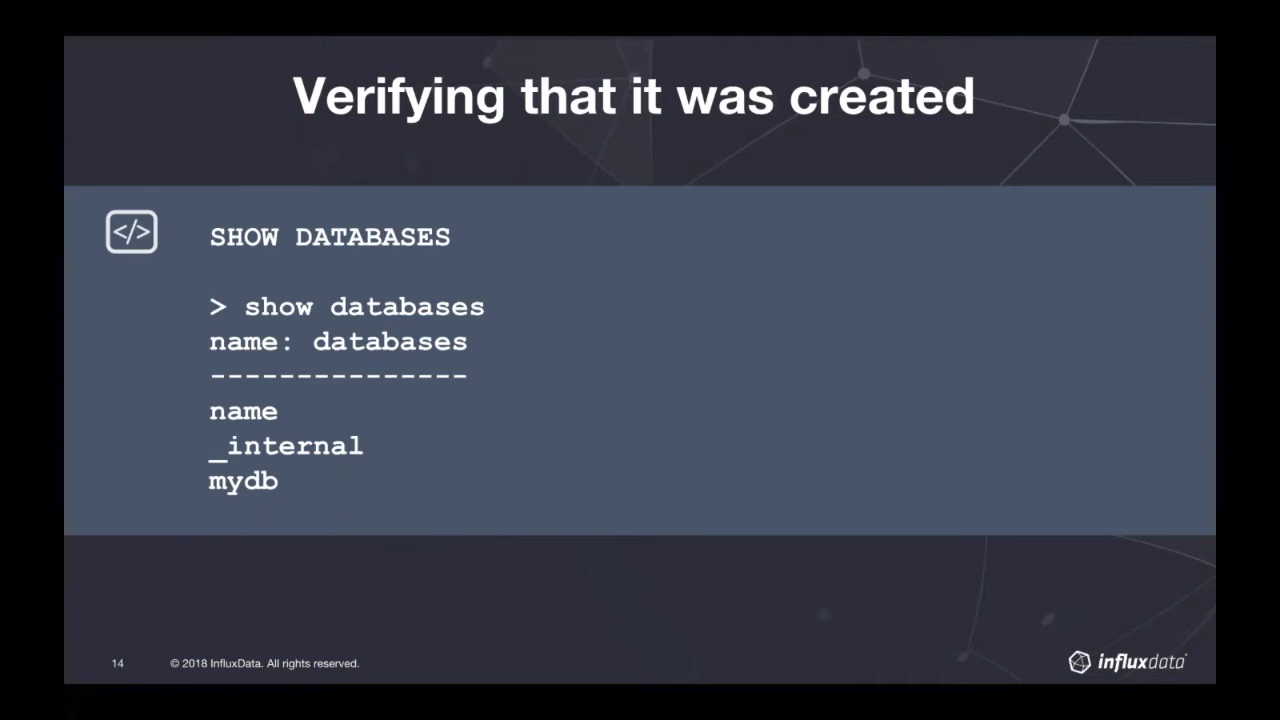 Verifying that it was created
</>
SHOW DATABASES
> show databases
name: databases
---------------
name
_internal
mydb
14
© 2018 InfluxData. All rights reserved.
influxdata